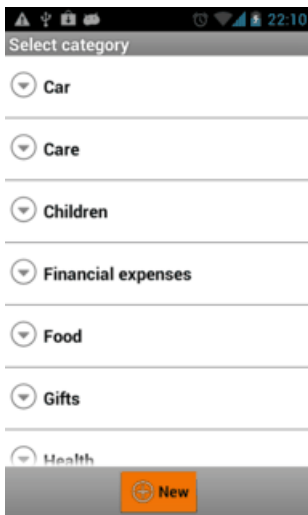 22:10
Select category
Car
Care
Children
Financial expenses
Food
Gifts
Health
New